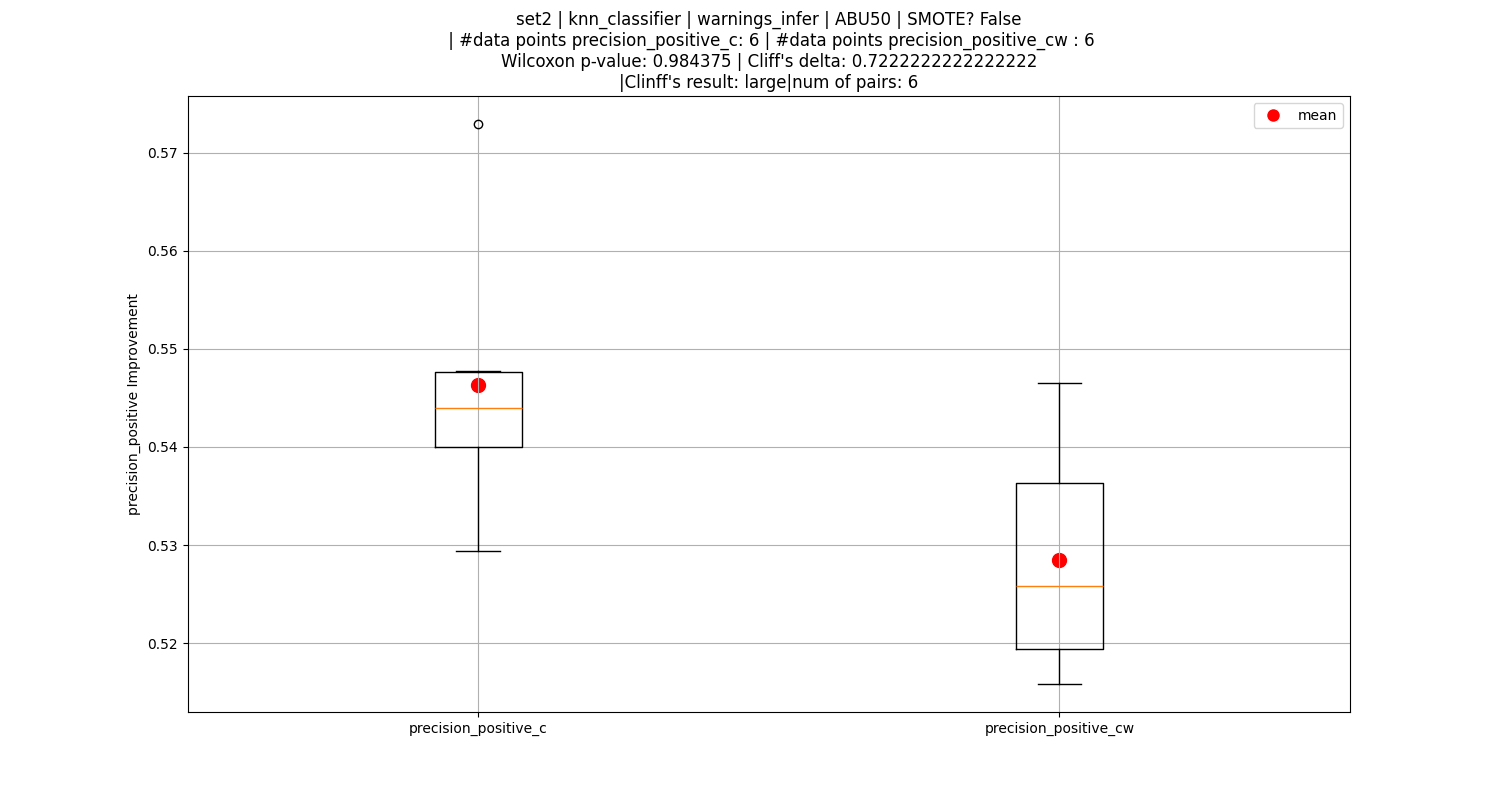 set2 | knn_classifier | warnings_infer | ABU50 | SMOTE? False
| #data points precision_positive_c: 6 | #data points precision_positive_cw : 6
Wilcoxon p-value: 0.984375 | Cliff's delta: 0.7222222222222222
|Clinff's result: large|num of pairs: 6
mean
0.57
0.56
0.55
0.54
0.53
0.52
precision_positive Improvement
precision_positive_c
precision_positive_cw